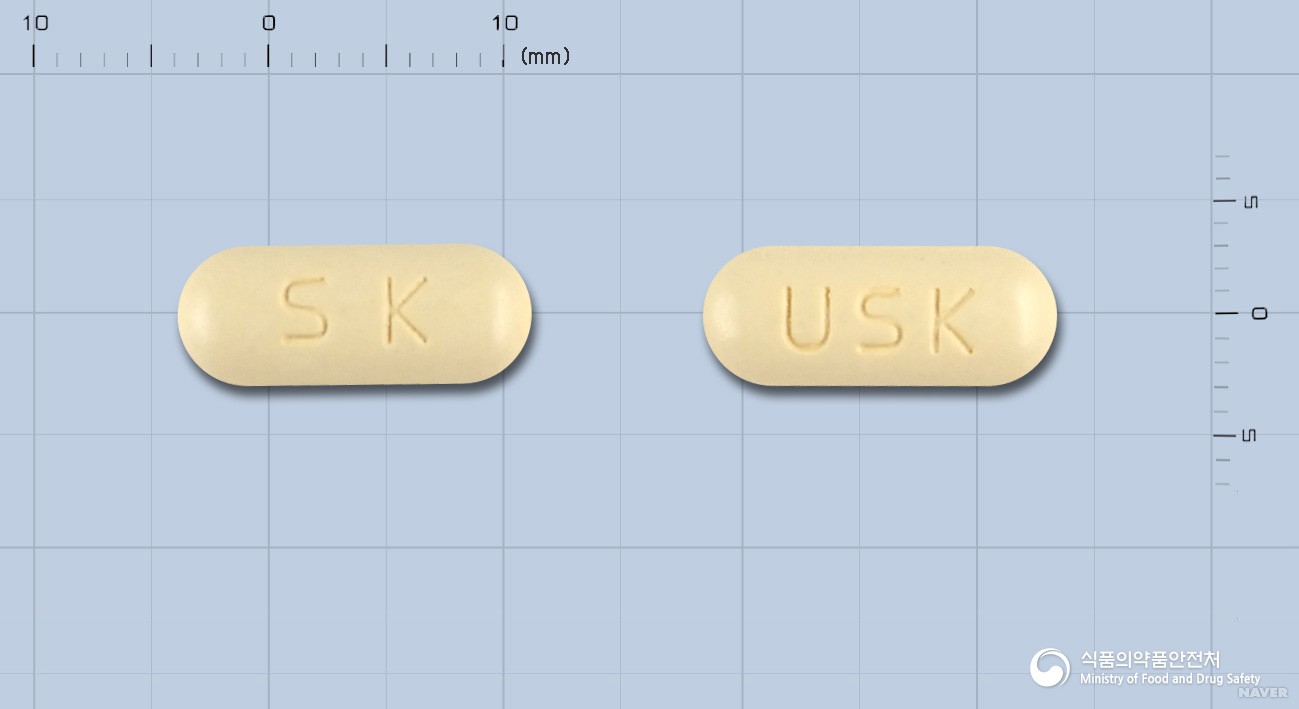 10 0 10
(mm)
S K
USK
5
0
5
식품의약품안전처
Ministry of Food and Drug Safety
NAVER